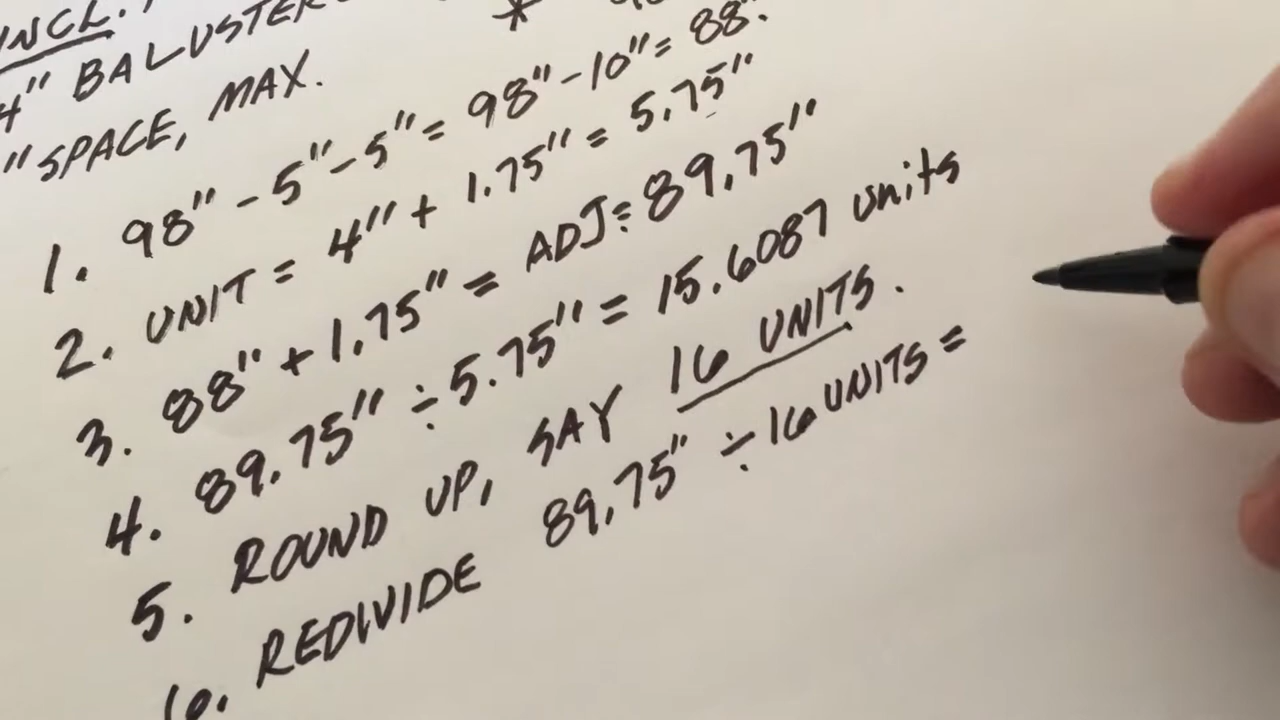 INCL.
4" BALUSTER
" SPACE, MAX. *
1. 98" - 5" - 5" = 98" - 10" = 88".
2. UNIT = 4" + 1.75" = 5.75"
3. 88" + 1.75" = ADJ: 89.75"
4. 89.75" ÷ 5.75" = 15.6087 units
5. ROUND UP, SAY 16 UNITS.
6. REDIVIDE 89.75" ÷ 16 UNITS =